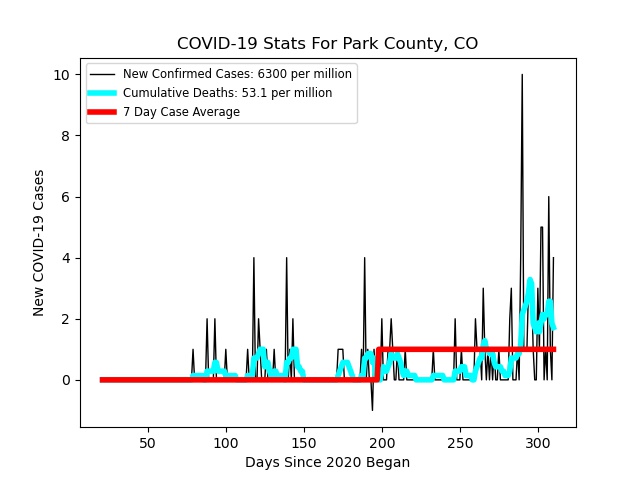 COVID-19 Stats For Park County, CO
New Confirmed Cases: 6300 per million
Cumulative Deaths: 53.1 per million
7 Day Case Average
10
8
6
4
2
0
New COVID-19 Cases
50 100 150 200 250 300
Days Since 2020 Began